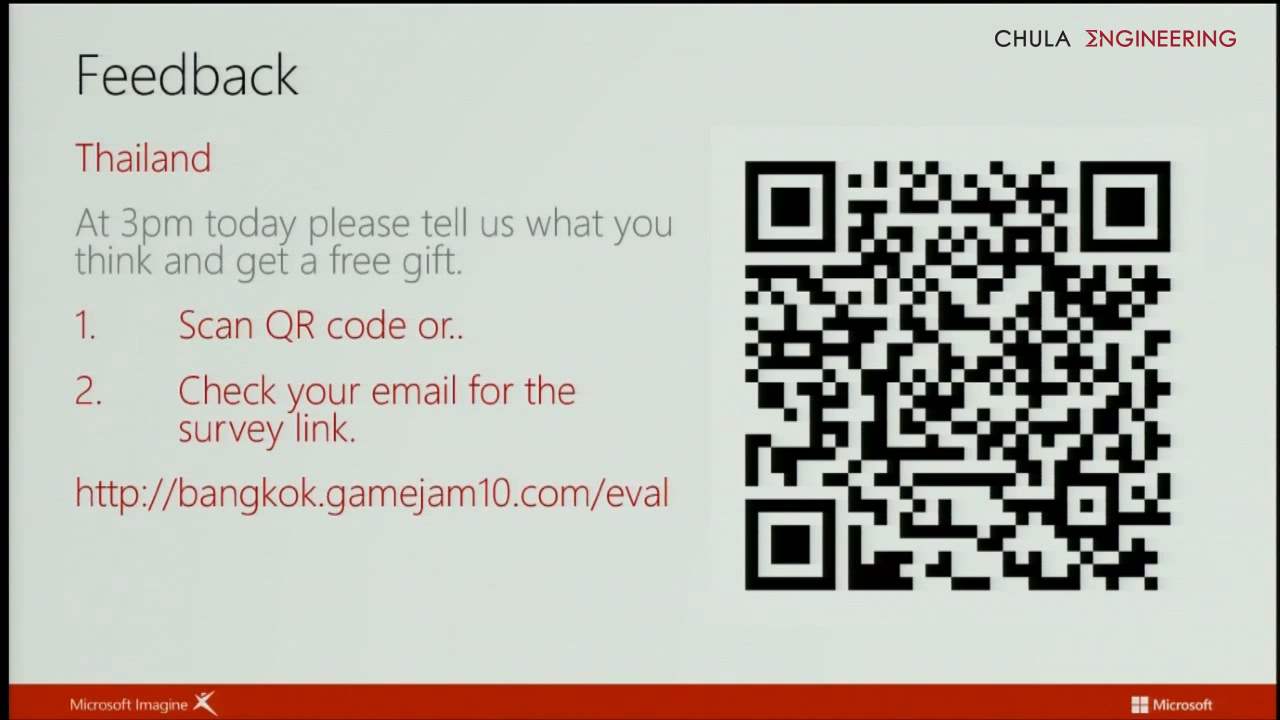 CHULA ΣNGINEERING
Feedback
Thailand
At 3pm today please tell us what you
think and get a free gift.
1. Scan QR code or..
2. Check your email for the
survey link.
http://bangkok.gamejam10.com/eval
Microsoft Imagine
Microsoft